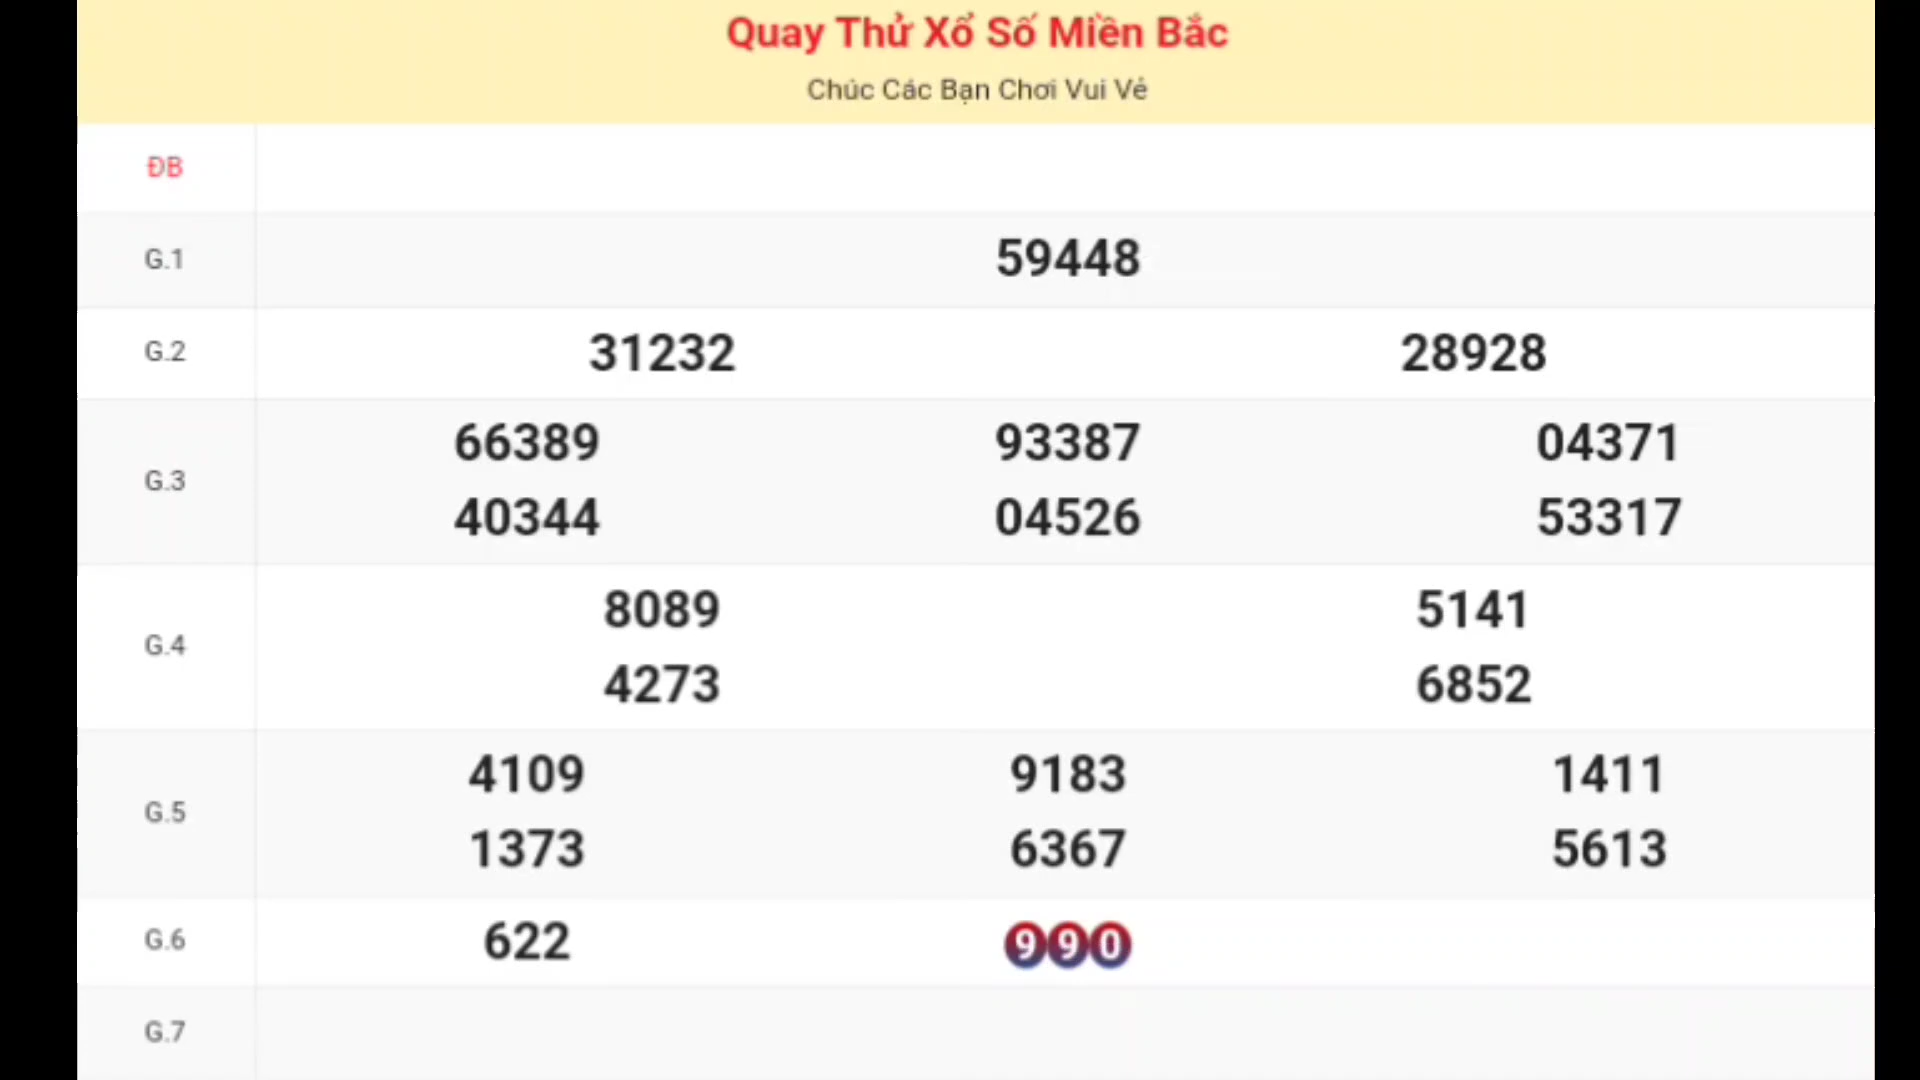 Quay Thử Xổ Số Miền Bắc
Chúc Các Bạn Chơi Vui Vẻ
ĐB
G.1 59448
G.2 31232 28928
G.3 66389 93387 04371
40344 04526 53317
G.4 8089 5141
4273 6852
G.5 4109 9183 1411
1373 6367 5613
G.6 622 990
G.7